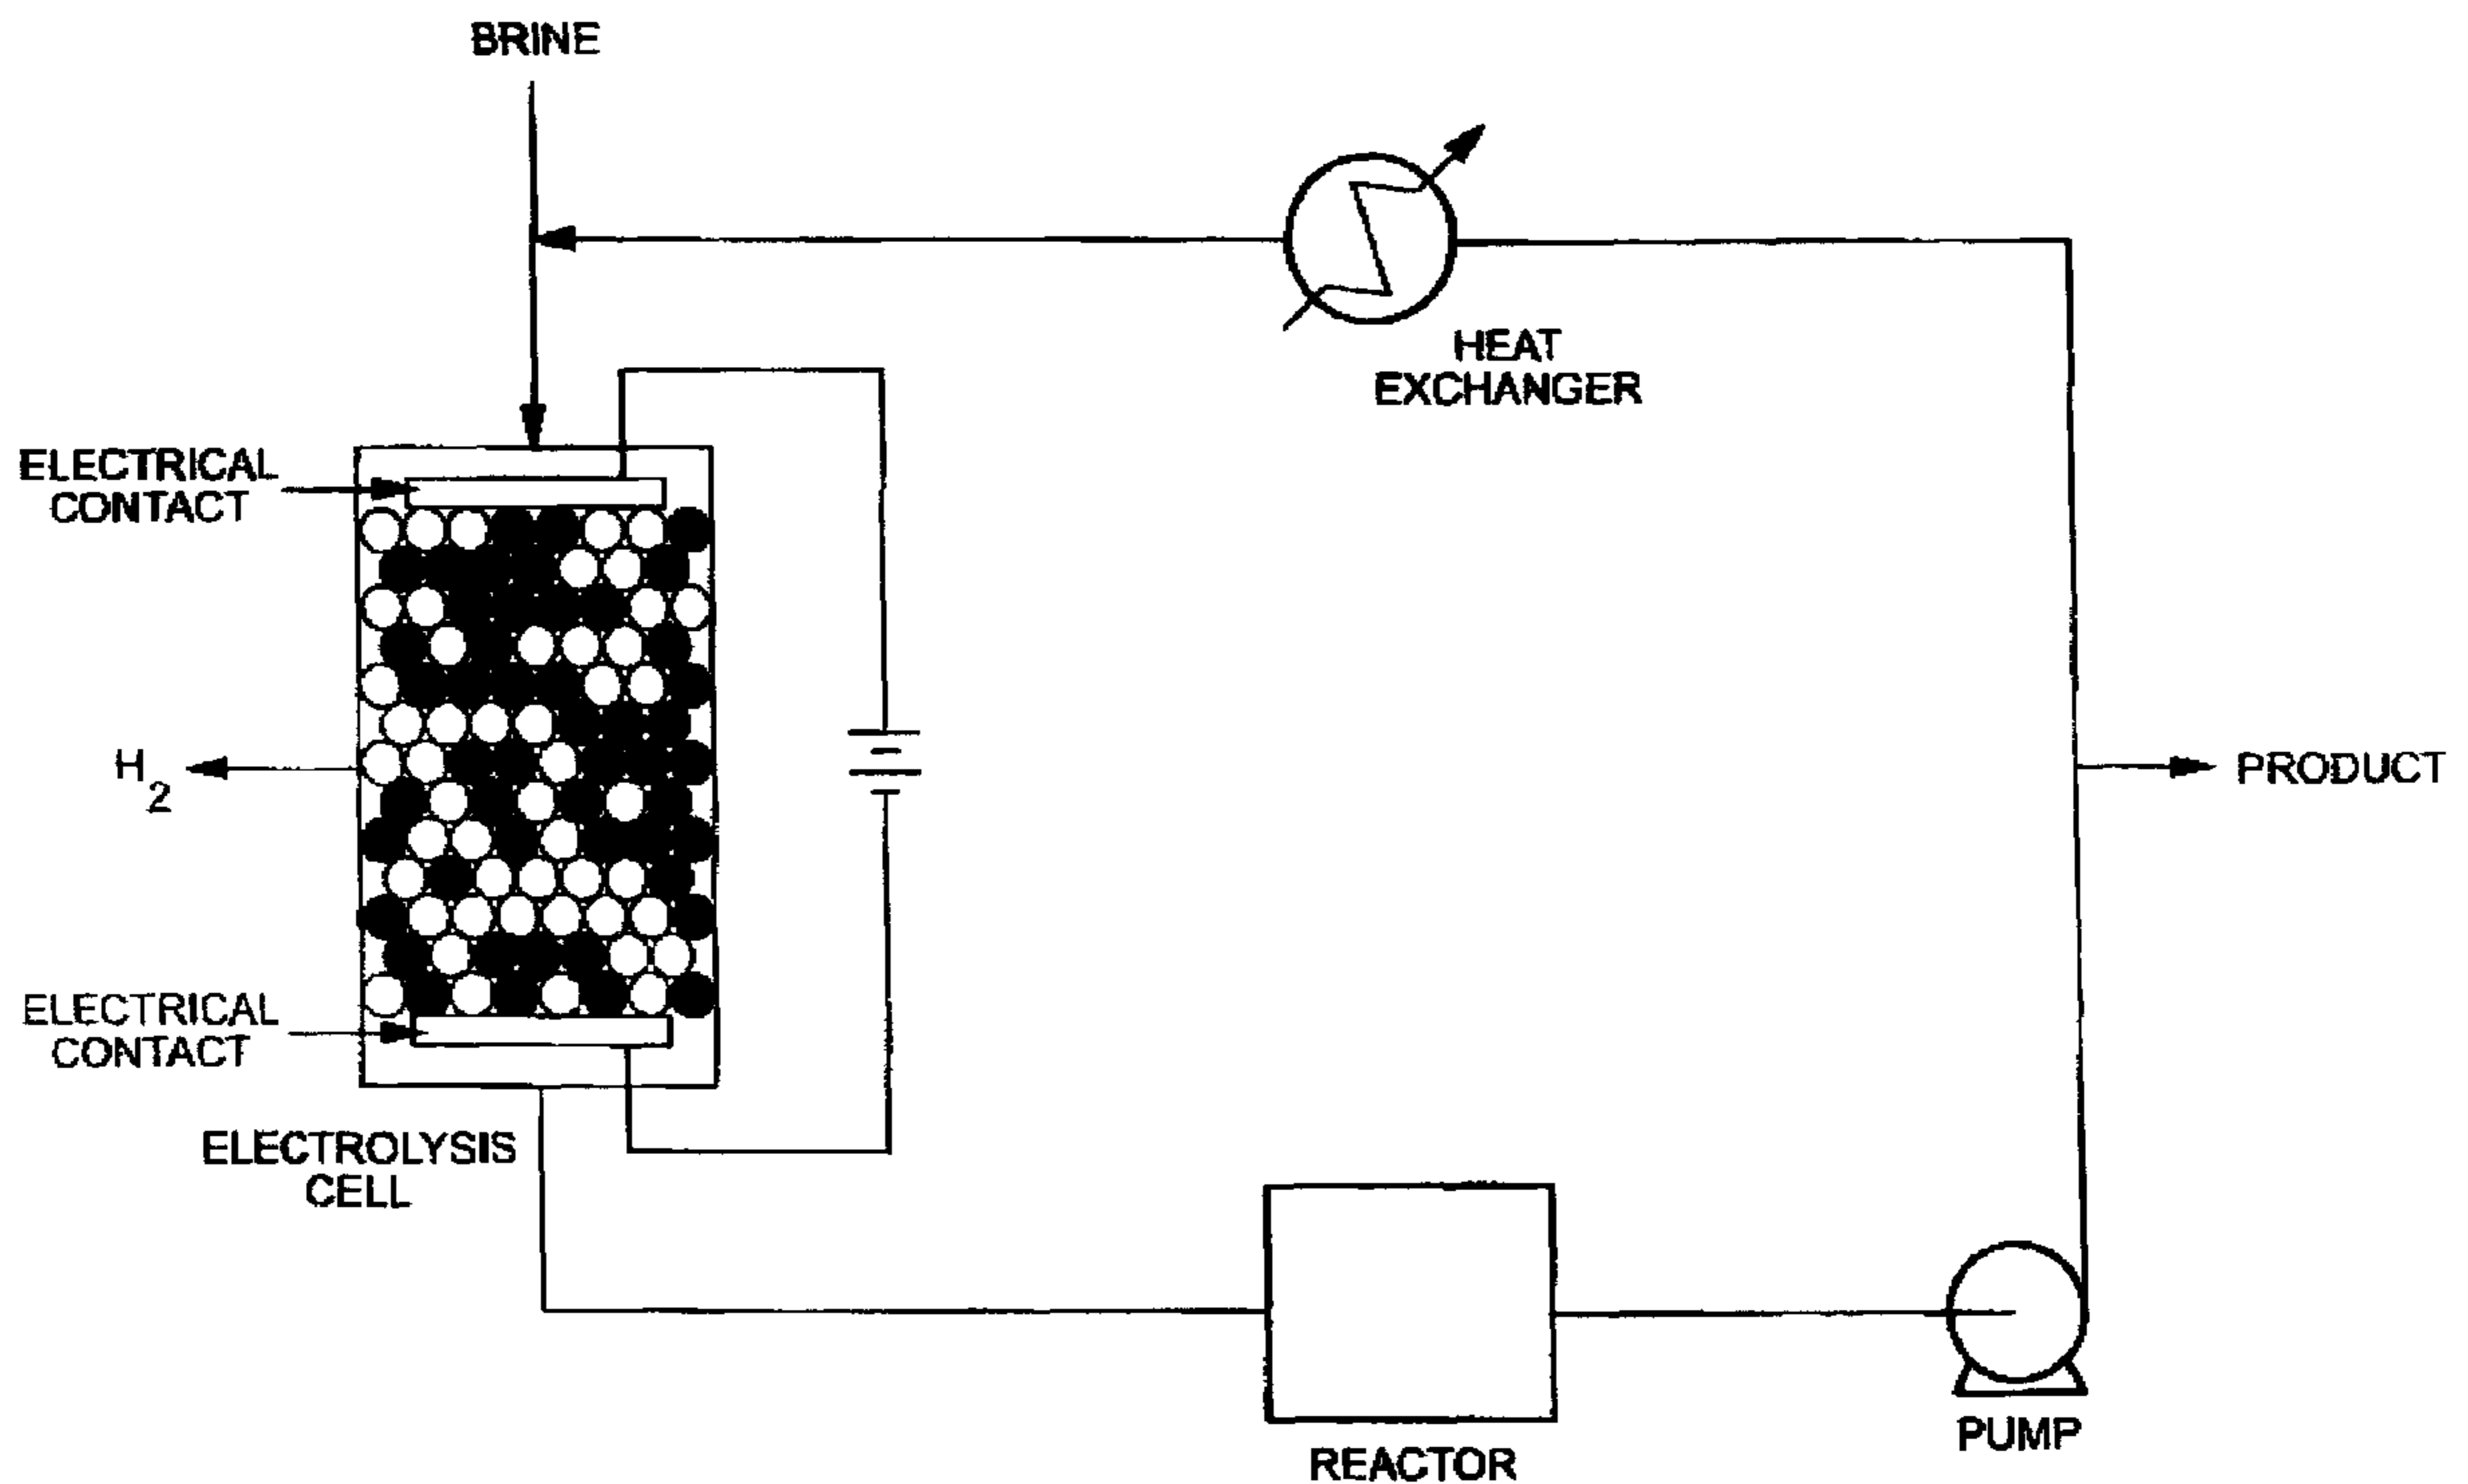 BRINE
HEAT
EXCHANGER
ELECTRICAL
CONTACT
H2
PRODUCT
ELECTRICAL
CONTACT
ELECTROLYSIS
CELL
REACTOR
PUMP